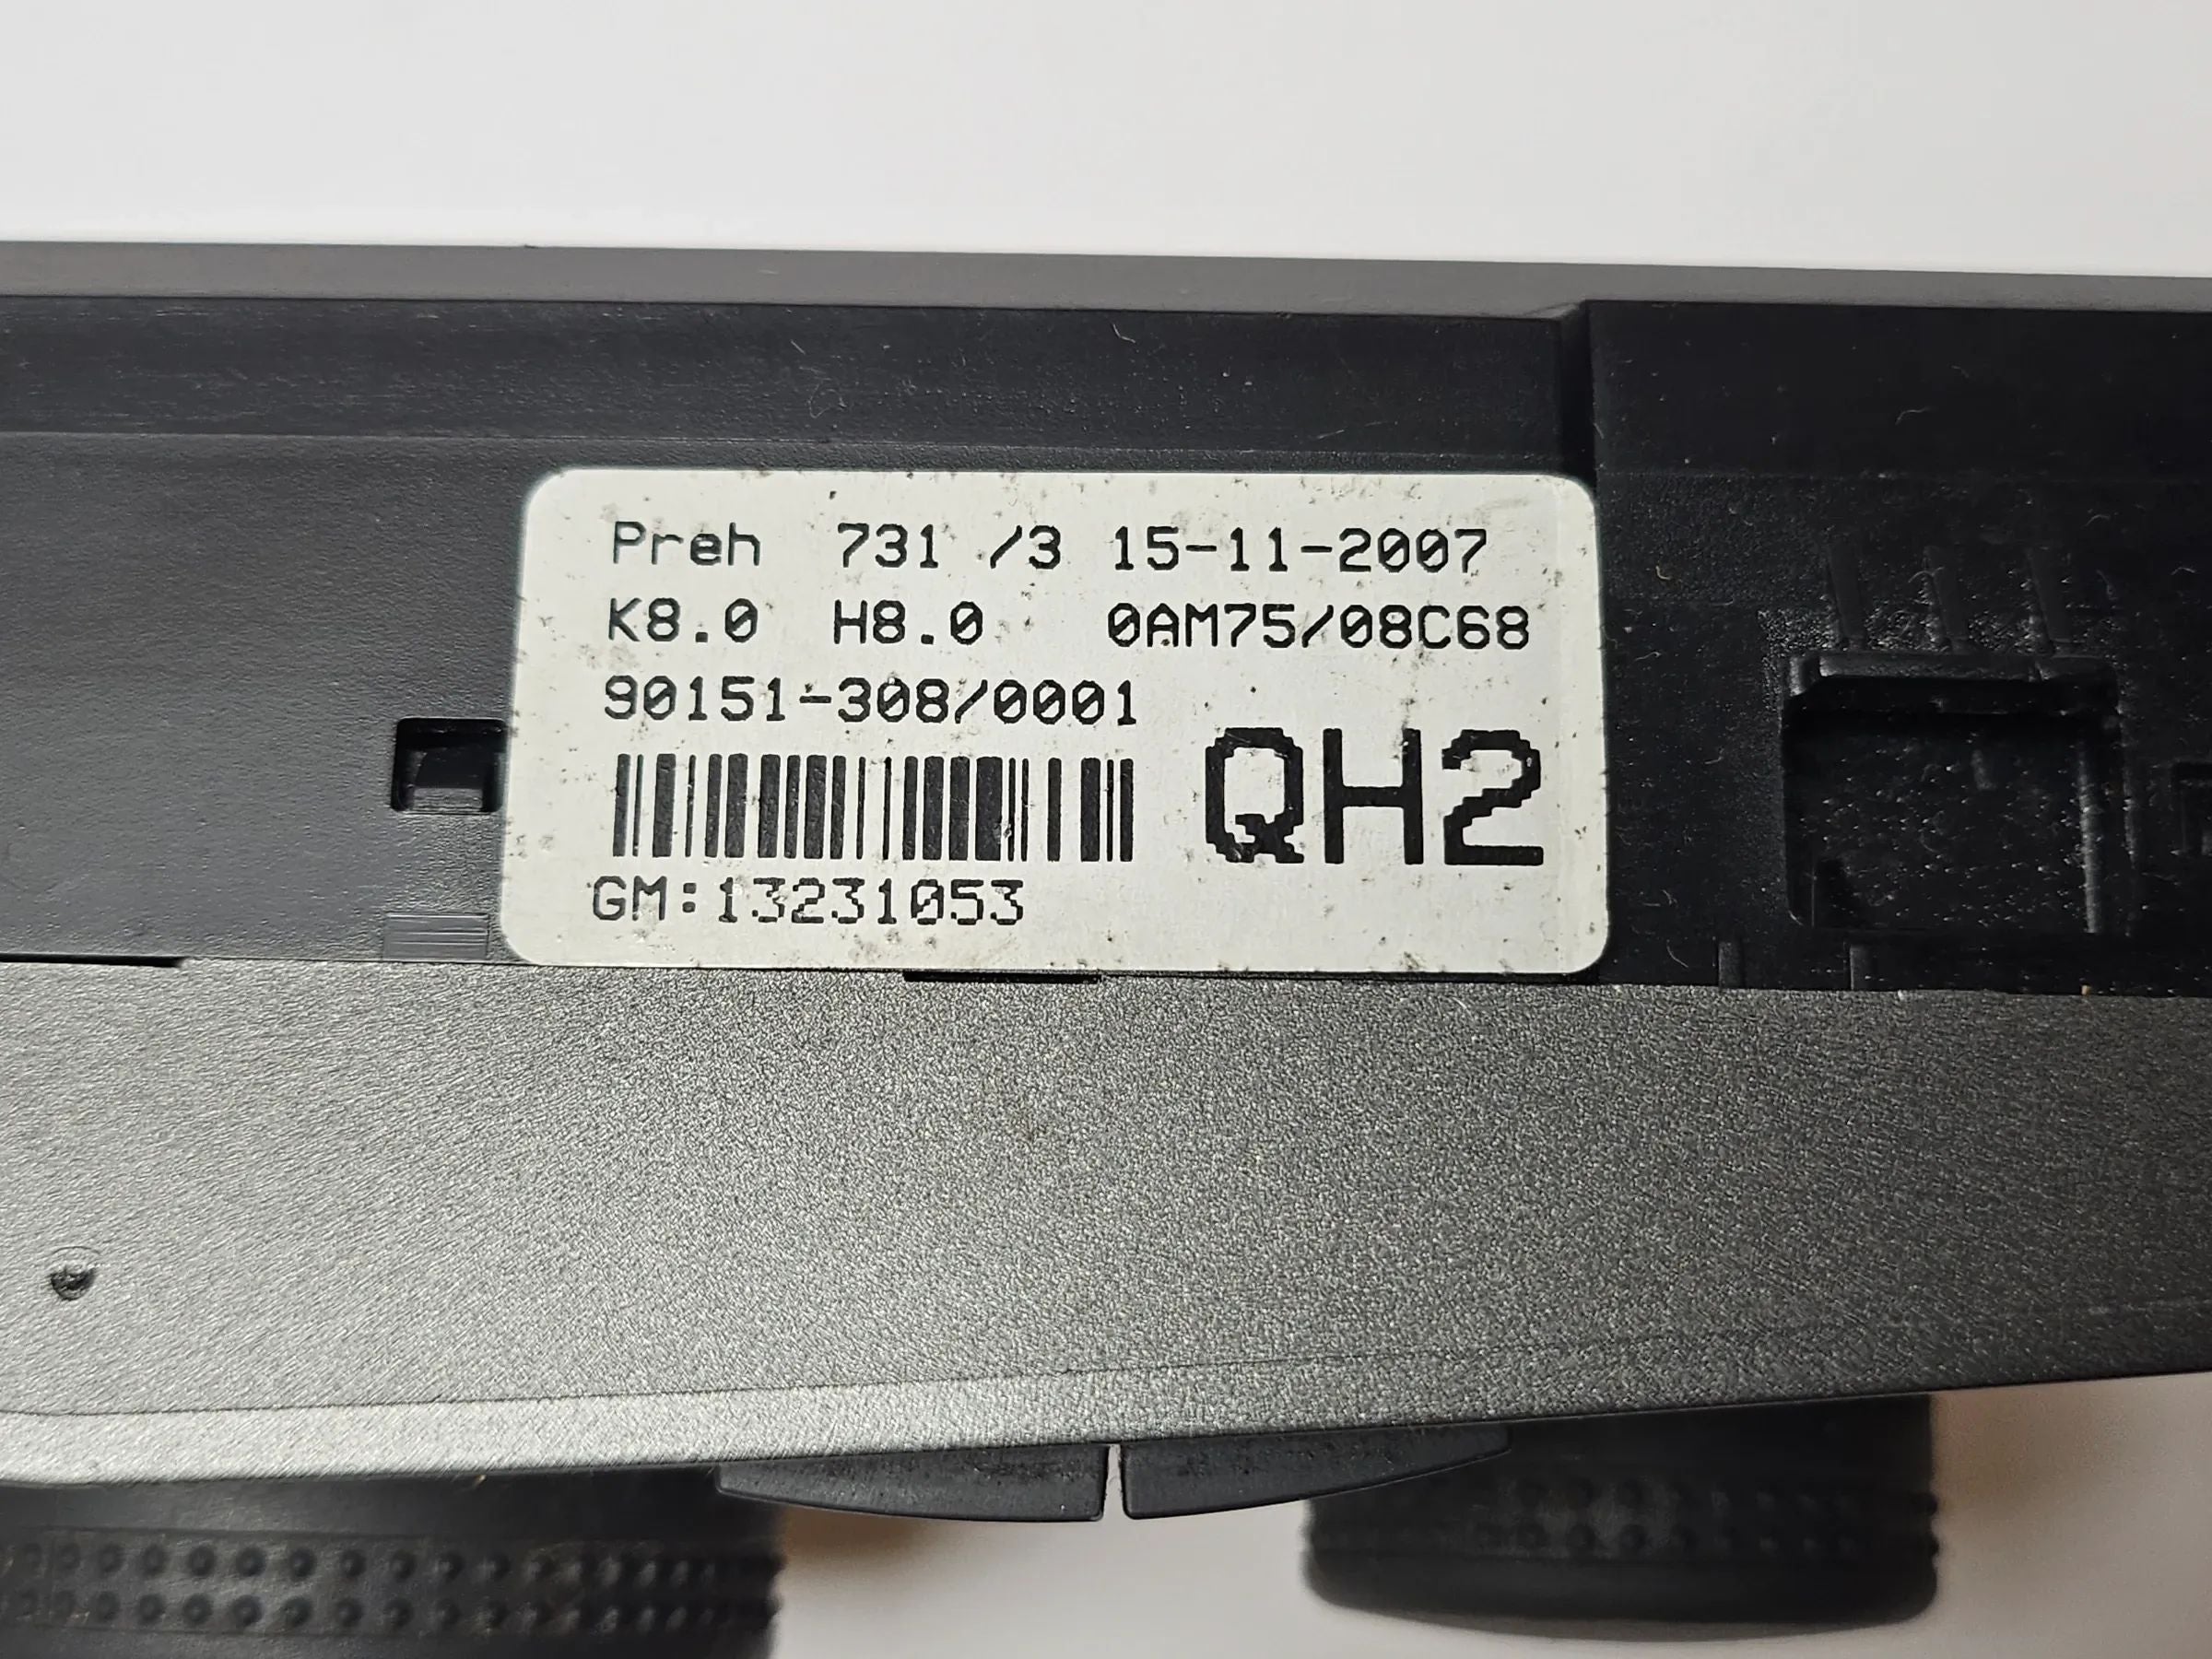 Preh 731 /3 15-11-2007
K8.0 H8.0 0AM75/08C68
90151-308/0001
QH2
GM:13231053